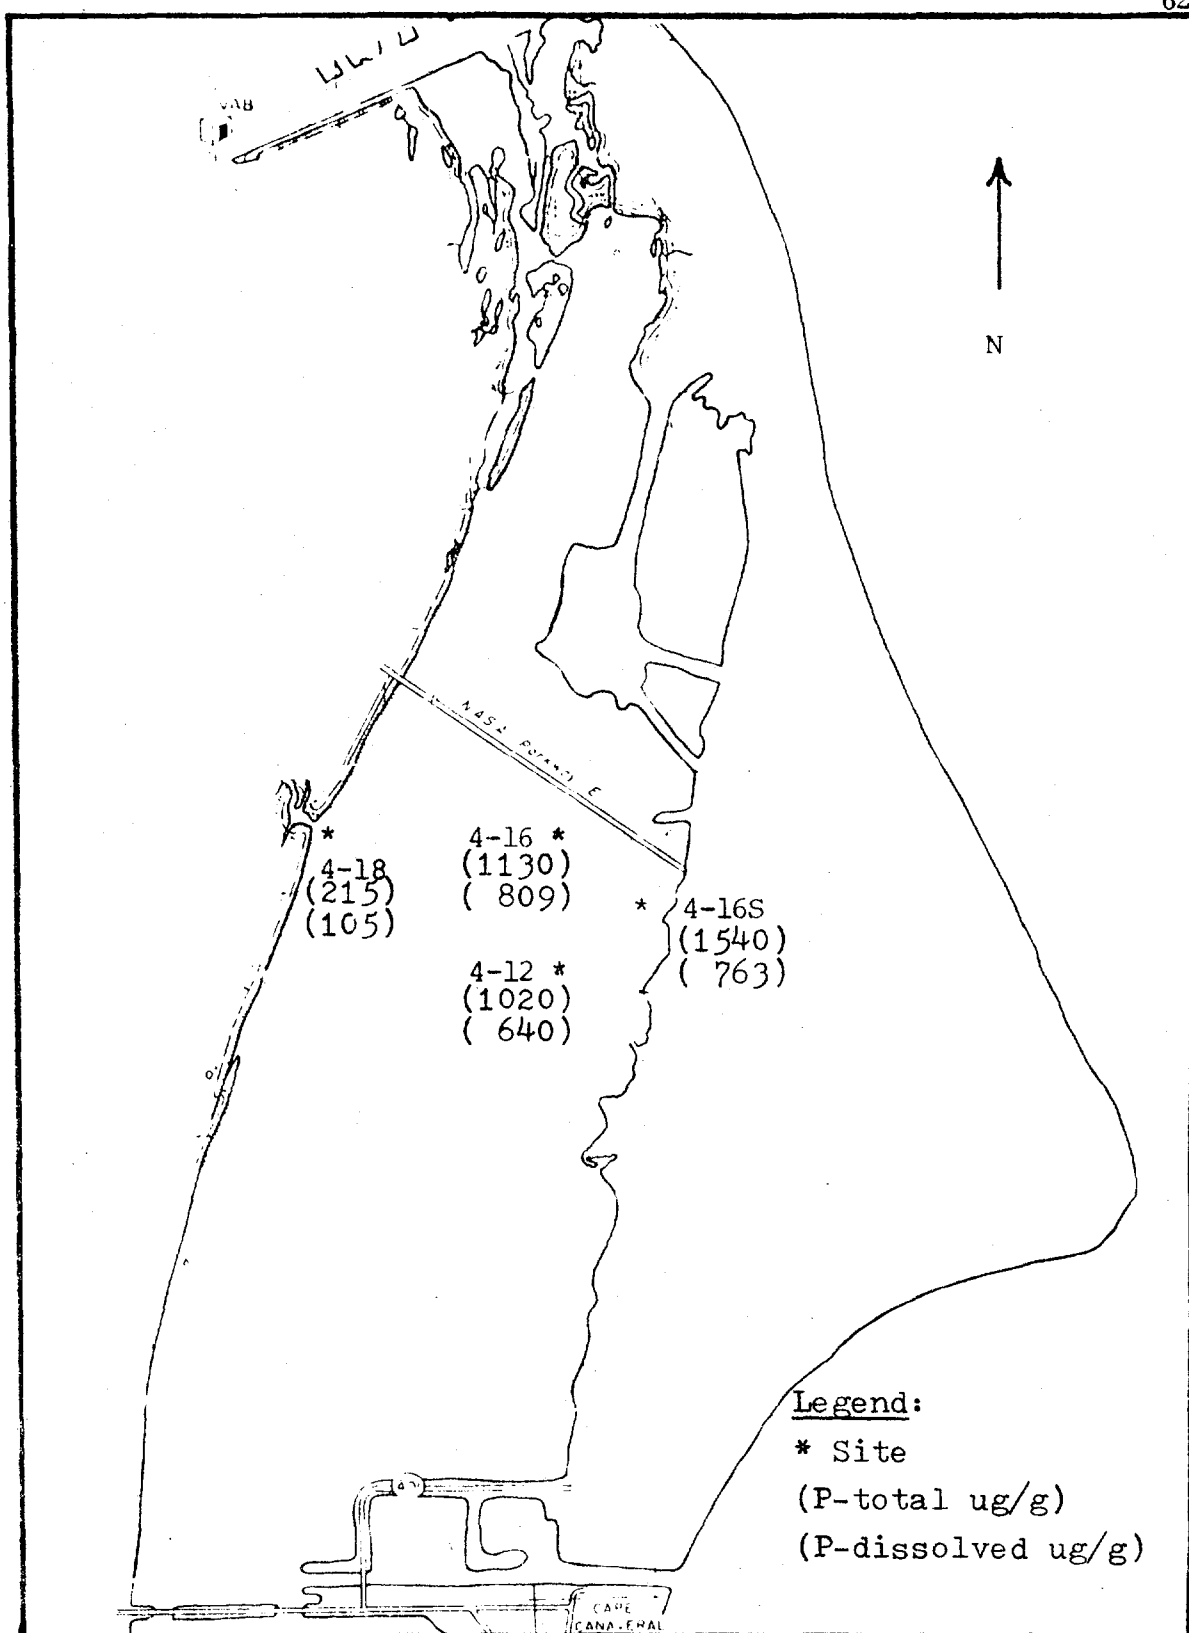 62
VAB
N
NASA Parkway E
*
4-18
(215)
(105)
4-16 *
(1130)
( 809)
* 4-16S
(1540)
( 763)
4-12 *
(1020)
( 640)
Legend:
* Site
(P-total ug/g)
(P-dissolved ug/g)
CAPE
CANAVERAL